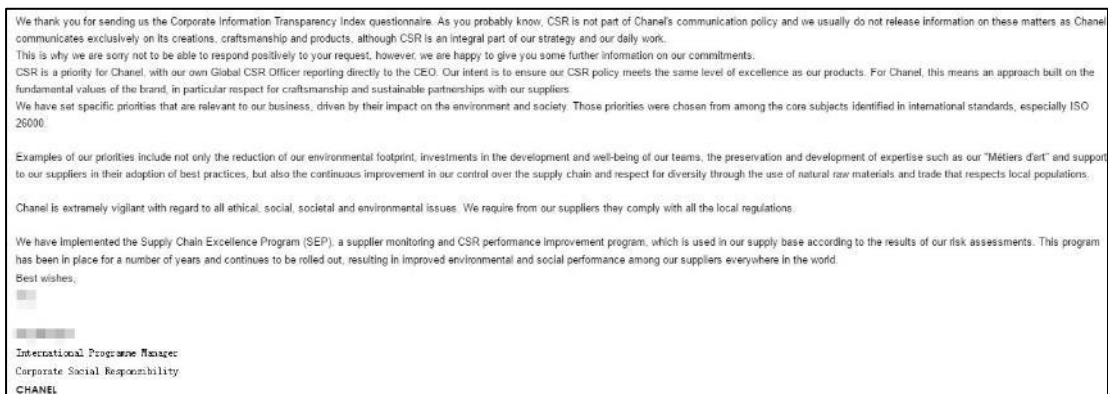 We thank you for sending us the Corporate Information Transparency Index questionnaire. As you probably know, CSR is not part of Chanel's communication policy and we usually do not release information on these matters as Chanel
communicates exclusively on its creations, craftsmanship and products, although CSR is an integral part of our strategy and our daily work.
This is why we are sorry not to be able to respond positively to your request, however, we are happy to give you some further information on our commitments:
CSR is a priority for Chanel, with our own Global CSR Officer reporting directly to the CEO. Our intent is to ensure our CSR policy meets the same level of excellence as our products. For Chanel, this means an approach built on the
fundamental values of the brand, in particular respect for craftsmanship and sustainable partnerships with our suppliers.
We have set specific priorities that are relevant to our business, driven by their impact on the environment and society. Those priorities were chosen from among the core subjects identified in international standards, especially ISO
26000.
Examples of our priorities include not only the reduction of our environmental footprint, investments in the development and well-being of our teams, the preservation and development of expertise such as our "Métiers d'art" and support
to our suppliers in their adoption of best practices, but also the continuous improvement in our control over the supply chain and respect for diversity through the use of natural raw materials and trade that respects local populations.
Chanel is extremely vigilant with regard to all ethical, social, societal and environmental issues. We require from our suppliers they comply with all the local regulations.
We have Implemented the Supply Chain Excellence Program (SEP), a supplier monitoring and CSR performance improvement program, which is used in our supply base according to the results of our risk assessments. This program
has been in place for a number of years and continues to be rolled out, resulting in improved environmental and social performance among our suppliers everywhere in the world.
Best wishes,
International Programme Manager
Corporate Social Responsibility
CHANEL